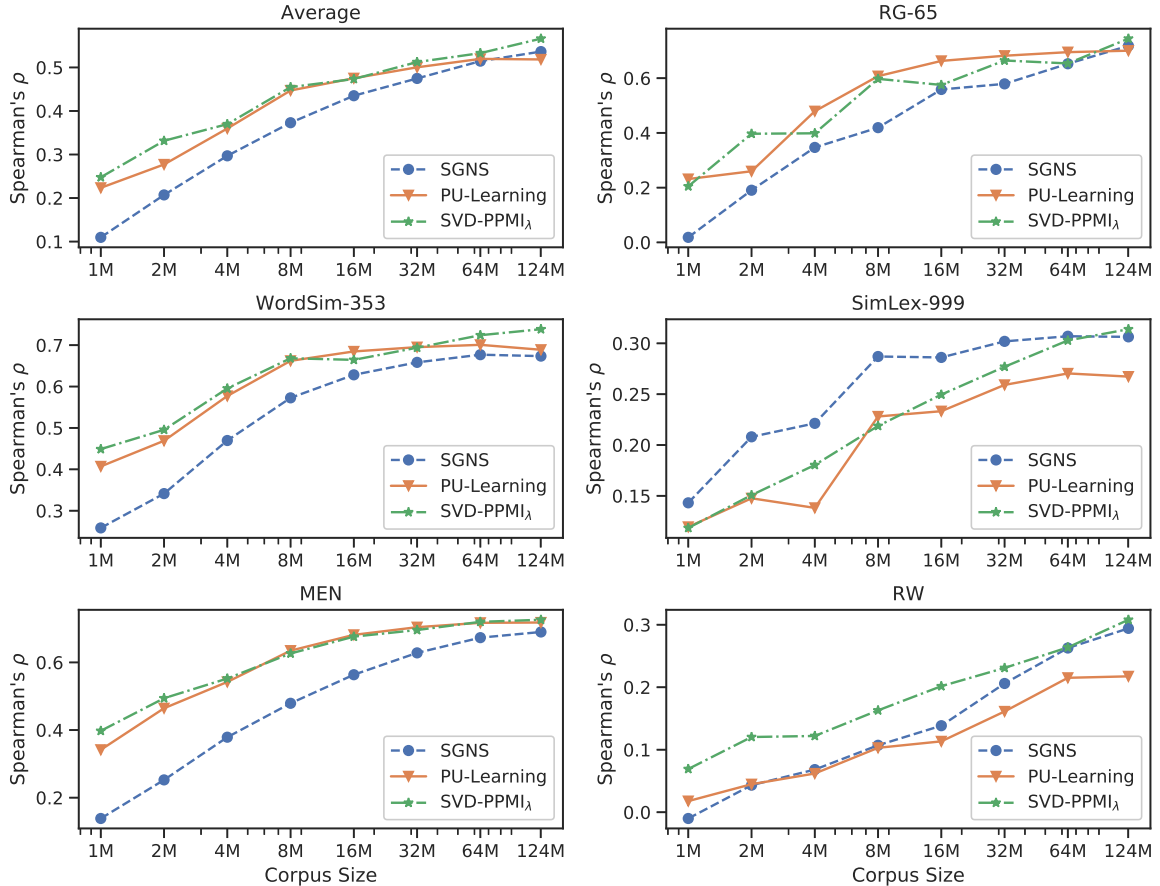 Average
Spearman's ρ
0.5
0.4
0.3
0.2
0.1
SGNS
PU-Learning
SVD-PPMIλ
1M 2M 4M 8M 16M 32M 64M 124M
RG-65
Spearman's ρ
0.6
0.4
0.2
0.0
SGNS
PU-Learning
SVD-PPMIλ
1M 2M 4M 8M 16M 32M 64M 124M
WordSim-353
Spearman's ρ
0.7
0.6
0.5
0.4
0.3
SGNS
PU-Learning
SVD-PPMIλ
1M 2M 4M 8M 16M 32M 64M 124M
SimLex-999
Spearman's ρ
0.30
0.25
0.20
0.15
SGNS
PU-Learning
SVD-PPMIλ
1M 2M 4M 8M 16M 32M 64M 124M
MEN
Spearman's ρ
0.6
0.4
0.2
SGNS
PU-Learning
SVD-PPMIλ
1M 2M 4M 8M 16M 32M 64M 124M
Corpus Size
RW
Spearman's ρ
0.3
0.2
0.1
0.0
SGNS
PU-Learning
SVD-PPMIλ
1M 2M 4M 8M 16M 32M 64M 124M
Corpus Size